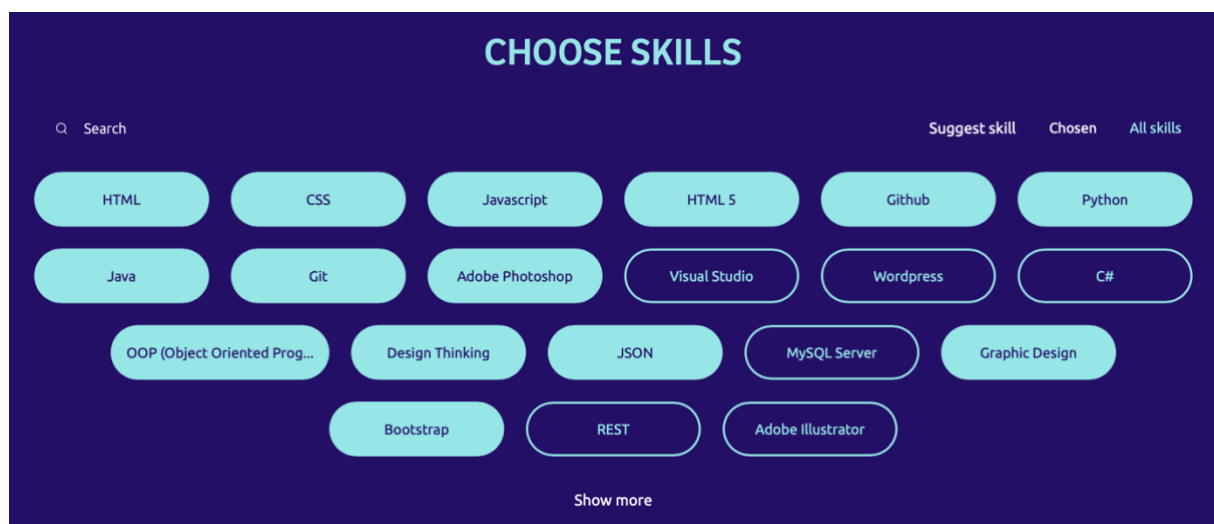 CHOOSE SKILLS
Search Suggest skill Chosen All skills
HTML CSS Javascript HTML 5 Github Python
Java Git Adobe Photoshop Visual Studio Wordpress C#
OOP (Object Oriented Prog... Design Thinking JSON MySQL Server Graphic Design
Bootstrap REST Adobe Illustrator
Show more